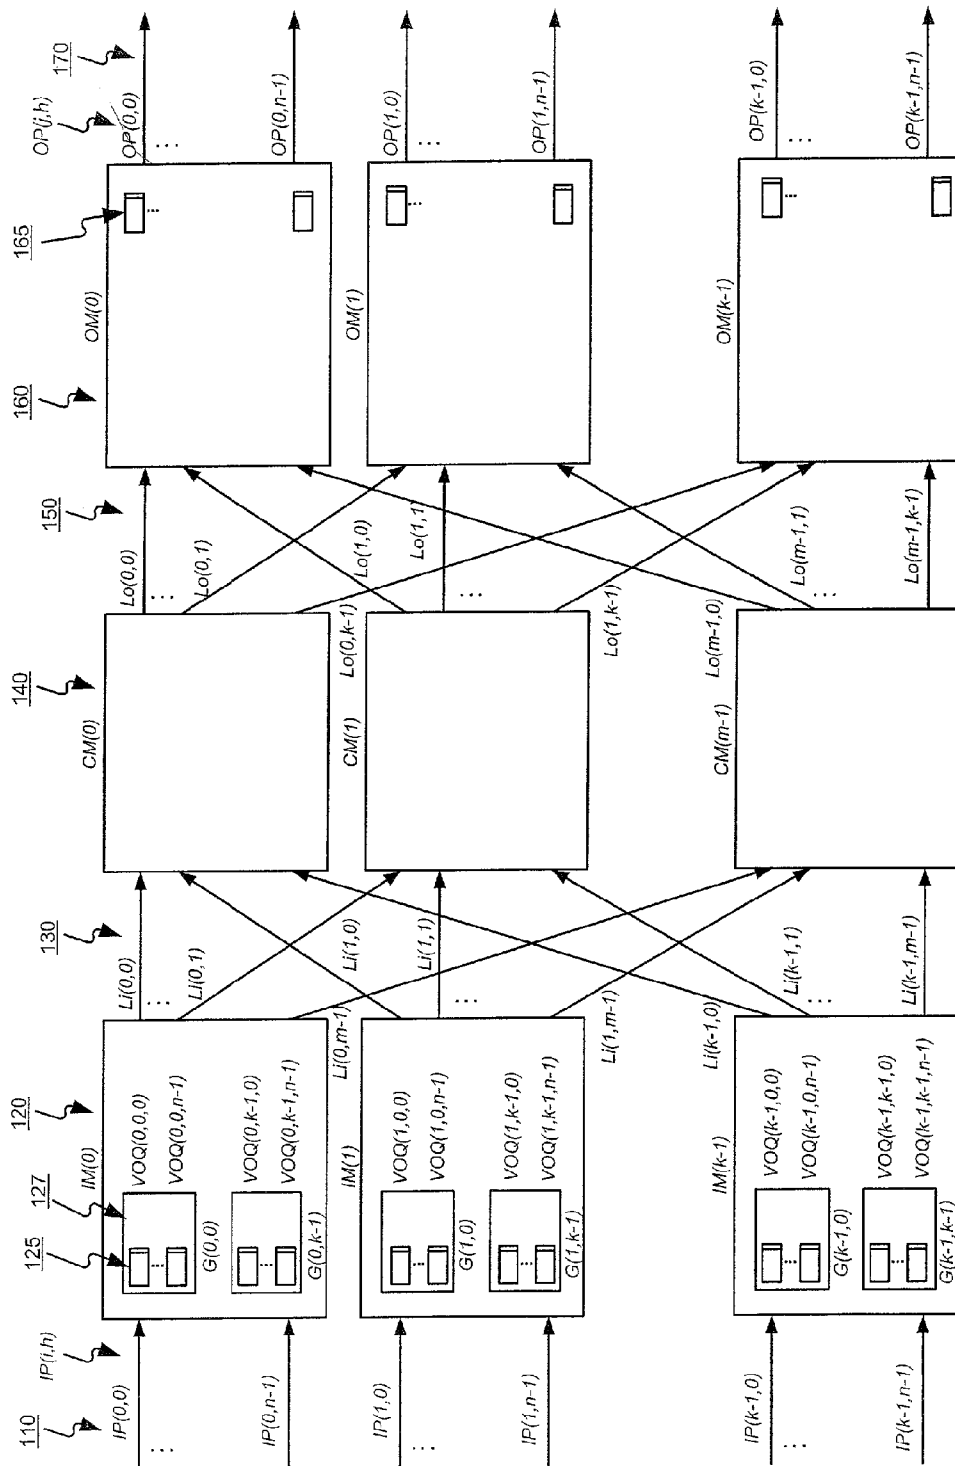 110
IP(i,h)
125
127
120
130
140
150
160
165
OP(j,h)
170
IP(0,0)
...
IP(0,n-1)
IM(0)
VOQ(0,0,0)
VOQ(0,0,n-1)
G(0,0)
VOQ(0,k-1,0)
VOQ(0,k-1,n-1)
G(0,k-1)
Li(0,0)
...
Li(0,1)
Li(0,m-1)
CM(0)
Lo(0,0)
...
Lo(0,1)
Lo(0,k-1)
OM(0)
OP(0,0)
...
OP(0,n-1)
IP(1,0)
...
IP(1,n-1)
IM(1)
VOQ(1,0,0)
VOQ(1,0,n-1)
G(1,0)
VOQ(1,k-1,0)
VOQ(1,k-1,n-1)
G(1,k-1)
Li(1,0)
Li(1,1)
...
Li(1,m-1)
CM(1)
Lo(1,0)
Lo(1,1)
...
Lo(1,k-1)
OM(1)
OP(1,0)
...
OP(1,n-1)
IP(k-1,0)
...
IP(k-1,n-1)
IM(k-1)
VOQ(k-1,0,0)
VOQ(k-1,0,n-1)
G(k-1,0)
VOQ(k-1,k-1,0)
VOQ(k-1,k-1,n-1)
G(k-1,k-1)
Li(k-1,0)
Li(k-1,1)
...
Li(k-1,m-1)
CM(m-1)
Lo(m-1,0)
Lo(m-1,1)
...
Lo(m-1,k-1)
OM(k-1)
OP(k-1,0)
...
OP(k-1,n-1)